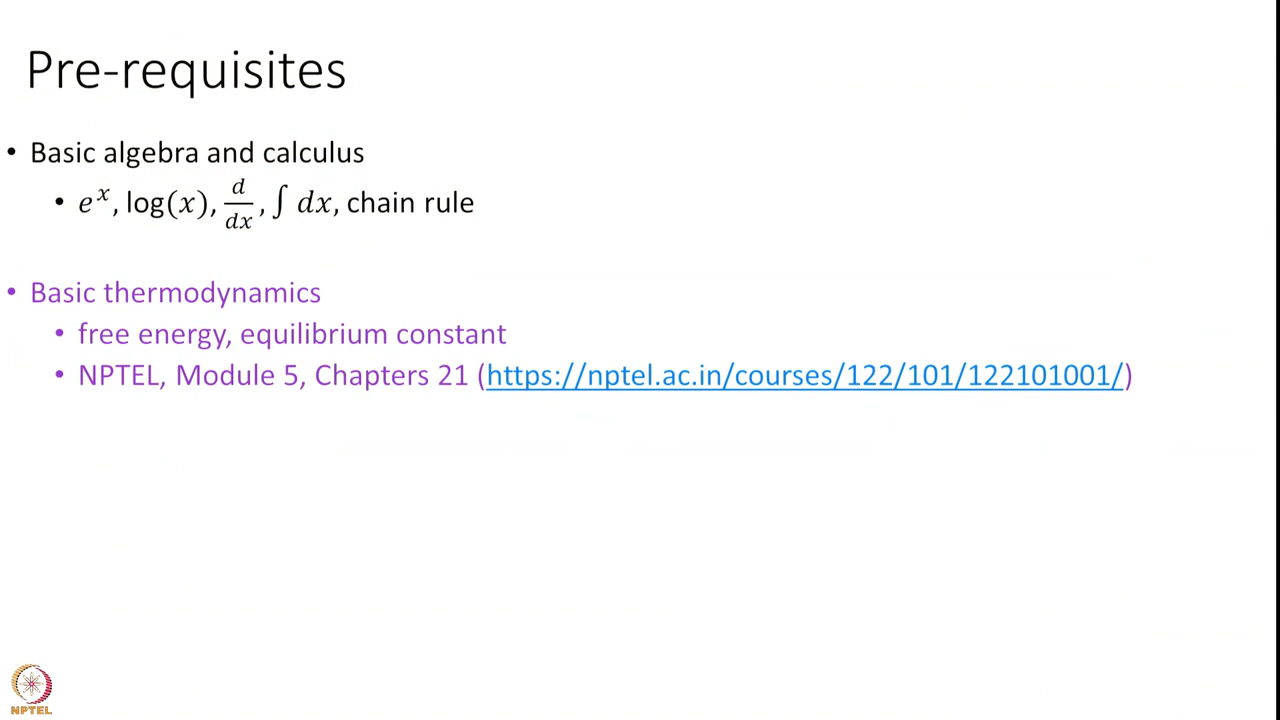 Pre-requisites
• Basic algebra and calculus
• $e^x$, log(𝑥), $\frac{d}{dx}$, ∫ 𝑑𝑥, chain rule
• Basic thermodynamics
• free energy, equilibrium constant
• NPTEL, Module 5, Chapters 21 (https://nptel.ac.in/courses/122/101/122101001/)
NPTEL